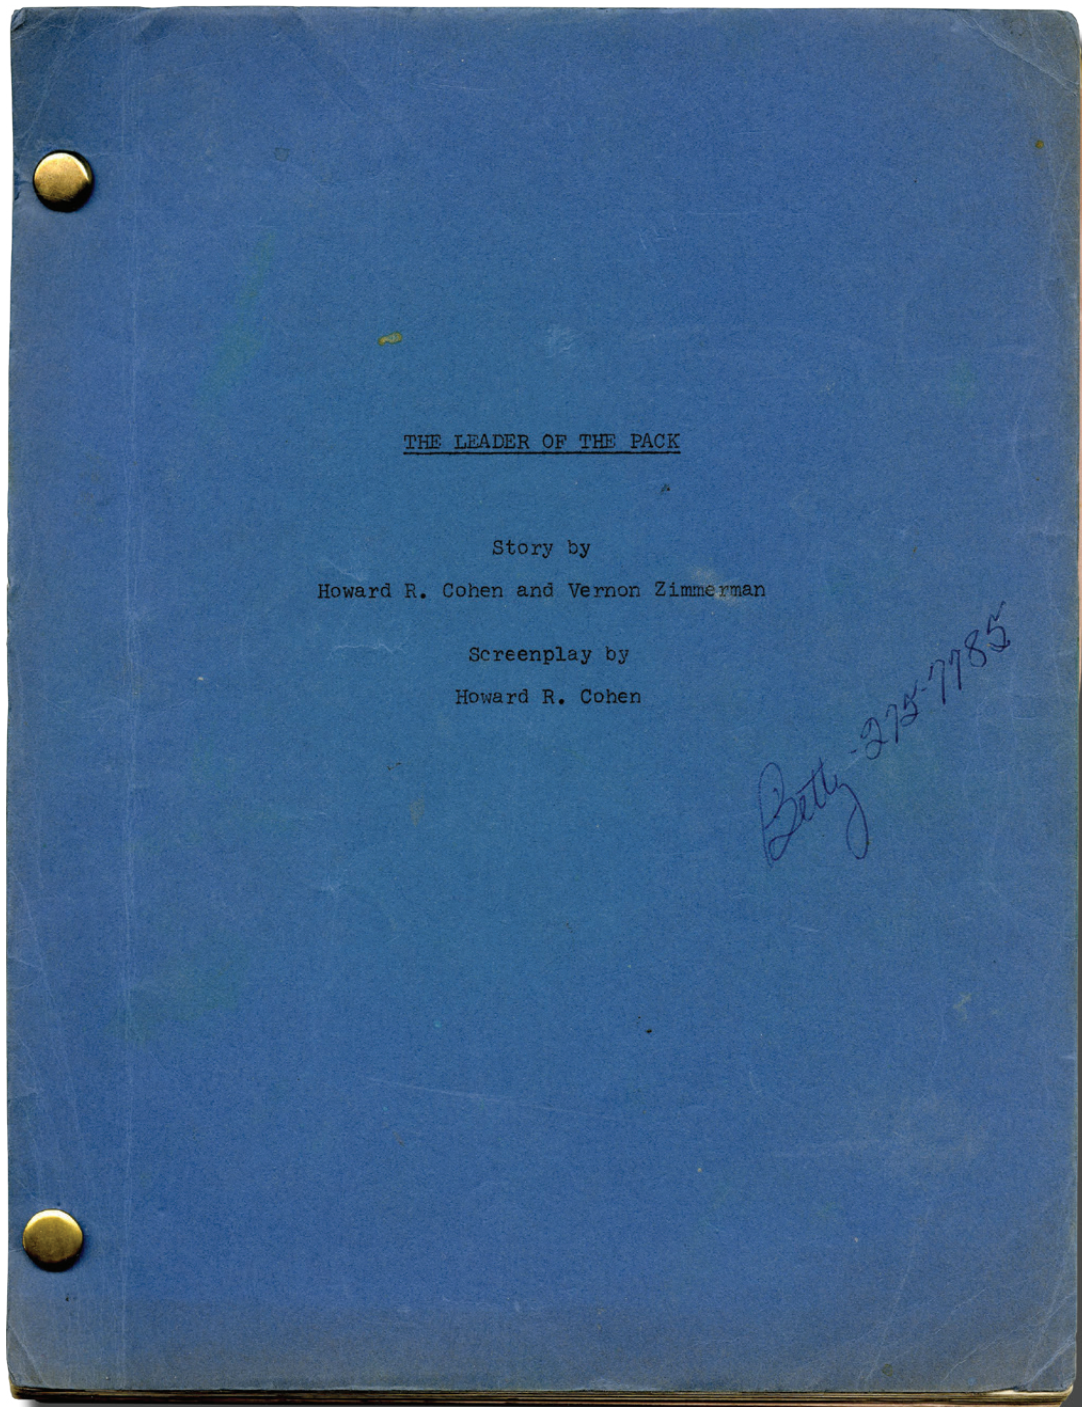 THE LEADER OF THE PACK
Story by
Howard R. Cohen and Vernon Zimmerman
Screenplay by
Howard R. Cohen
Betty - 275-7785